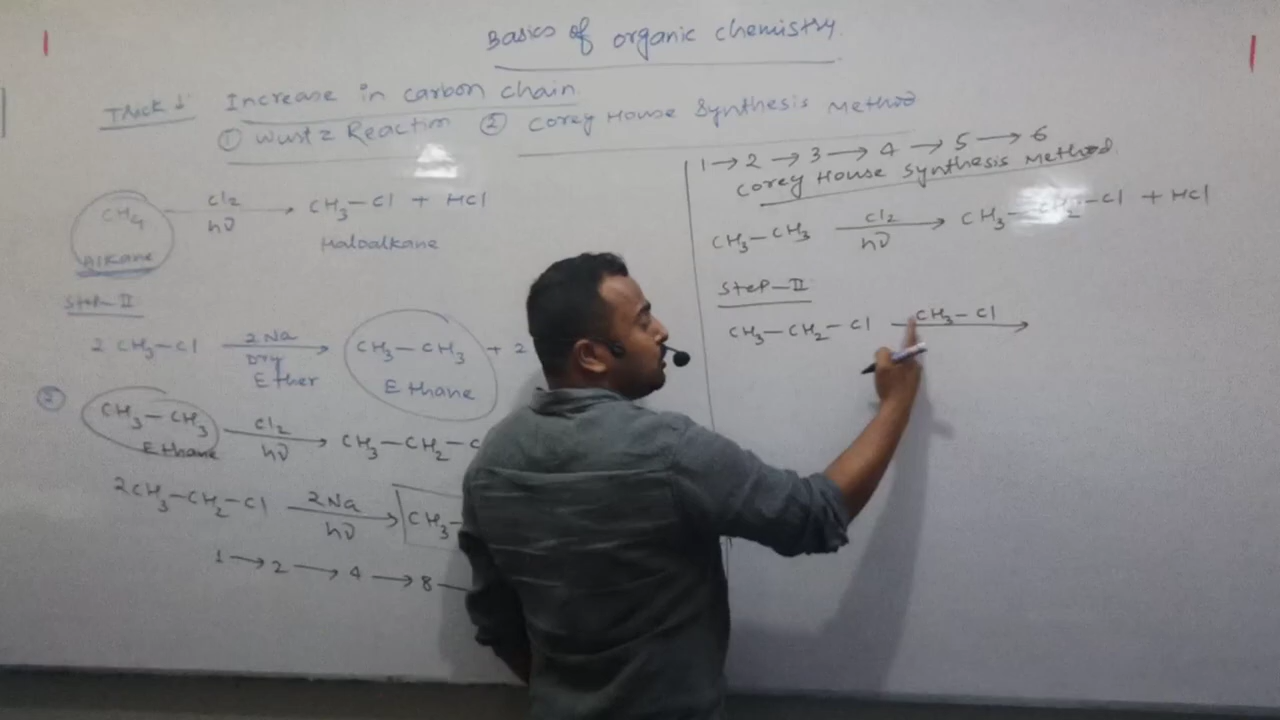 Basics of organic chemistry.
Trick 1 Increase in carbon chain
① Wurtz Reaction ② Corey House Synthesis Method
CH4 Cl2 hν → CH3-Cl + HCl
Alkane Haloalkane
Step-II
2 CH3-Cl 2Na Dry Ether → CH3-CH3 + 2
Ethane
② CH3-CH3 Cl2 hν → CH3-CH2-C
Ethane
2CH3-CH2-Cl 2Na hν → CH3-
1 → 2 → 4 → 8 —
1 → 2 → 3 → 4 → 5 → 6
Corey House Synthesis Method.
CH3-CH3 Cl2 hν → CH3-CH2-Cl + HCl
Step-II
CH3-CH2-Cl CH3-Cl →